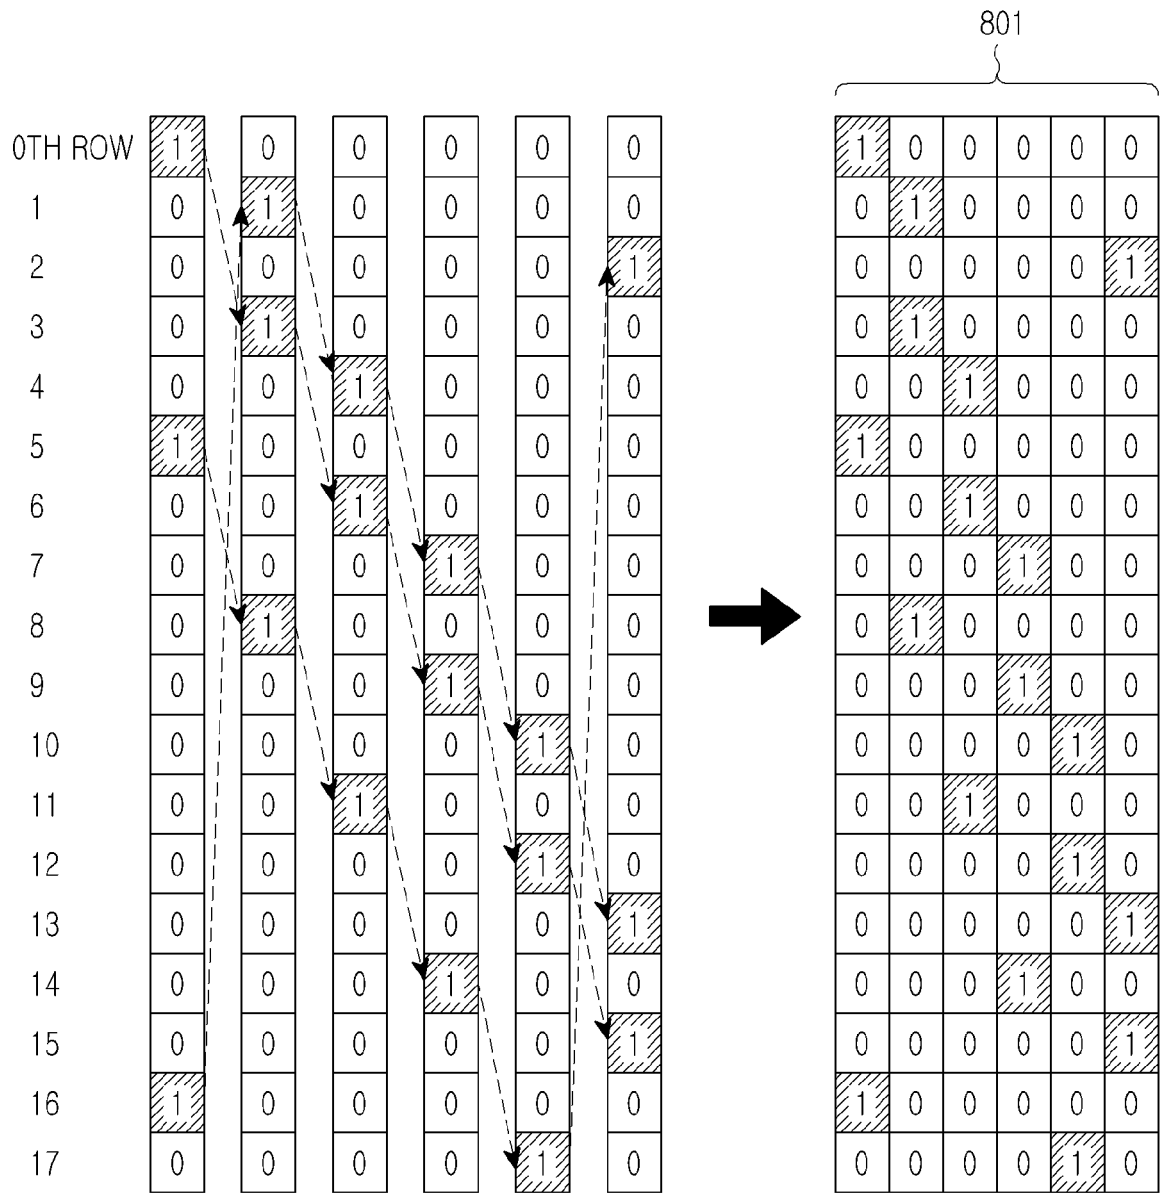 801
0TH ROW 1 0 0 0 0 0 1 0 0 0 0 0
1 0 1 0 0 0 0 0 1 0 0 0 0
2 0 0 0 0 0 1 0 0 0 0 0 1
3 0 1 0 0 0 0 0 1 0 0 0 0
4 0 0 1 0 0 0 0 0 1 0 0 0
5 1 0 0 0 0 0 1 0 0 0 0 0
6 0 0 1 0 0 0 0 0 1 0 0 0
7 0 0 0 1 0 0 0 0 0 1 0 0
8 0 1 0 0 0 0 0 1 0 0 0 0
9 0 0 0 1 0 0 0 0 0 1 0 0
10 0 0 0 0 1 0 0 0 0 0 1 0
11 0 0 1 0 0 0 0 0 1 0 0 0
12 0 0 0 0 1 0 0 0 0 0 1 0
13 0 0 0 0 0 1 0 0 0 0 0 1
14 0 0 0 1 0 0 0 0 0 1 0 0
15 0 0 0 0 0 1 0 0 0 0 0 1
16 1 0 0 0 0 0 1 0 0 0 0 0
17 0 0 0 0 1 0 0 0 0 0 1 0